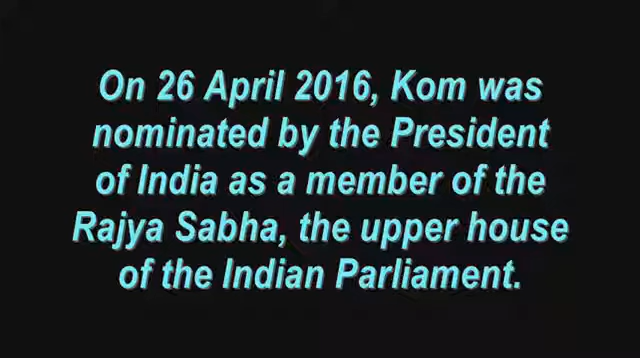 On 26 April 2016, Kom was
nominated by the President
of India as a member of the
Rajya Sabha, the upper house
of the Indian Parliament.